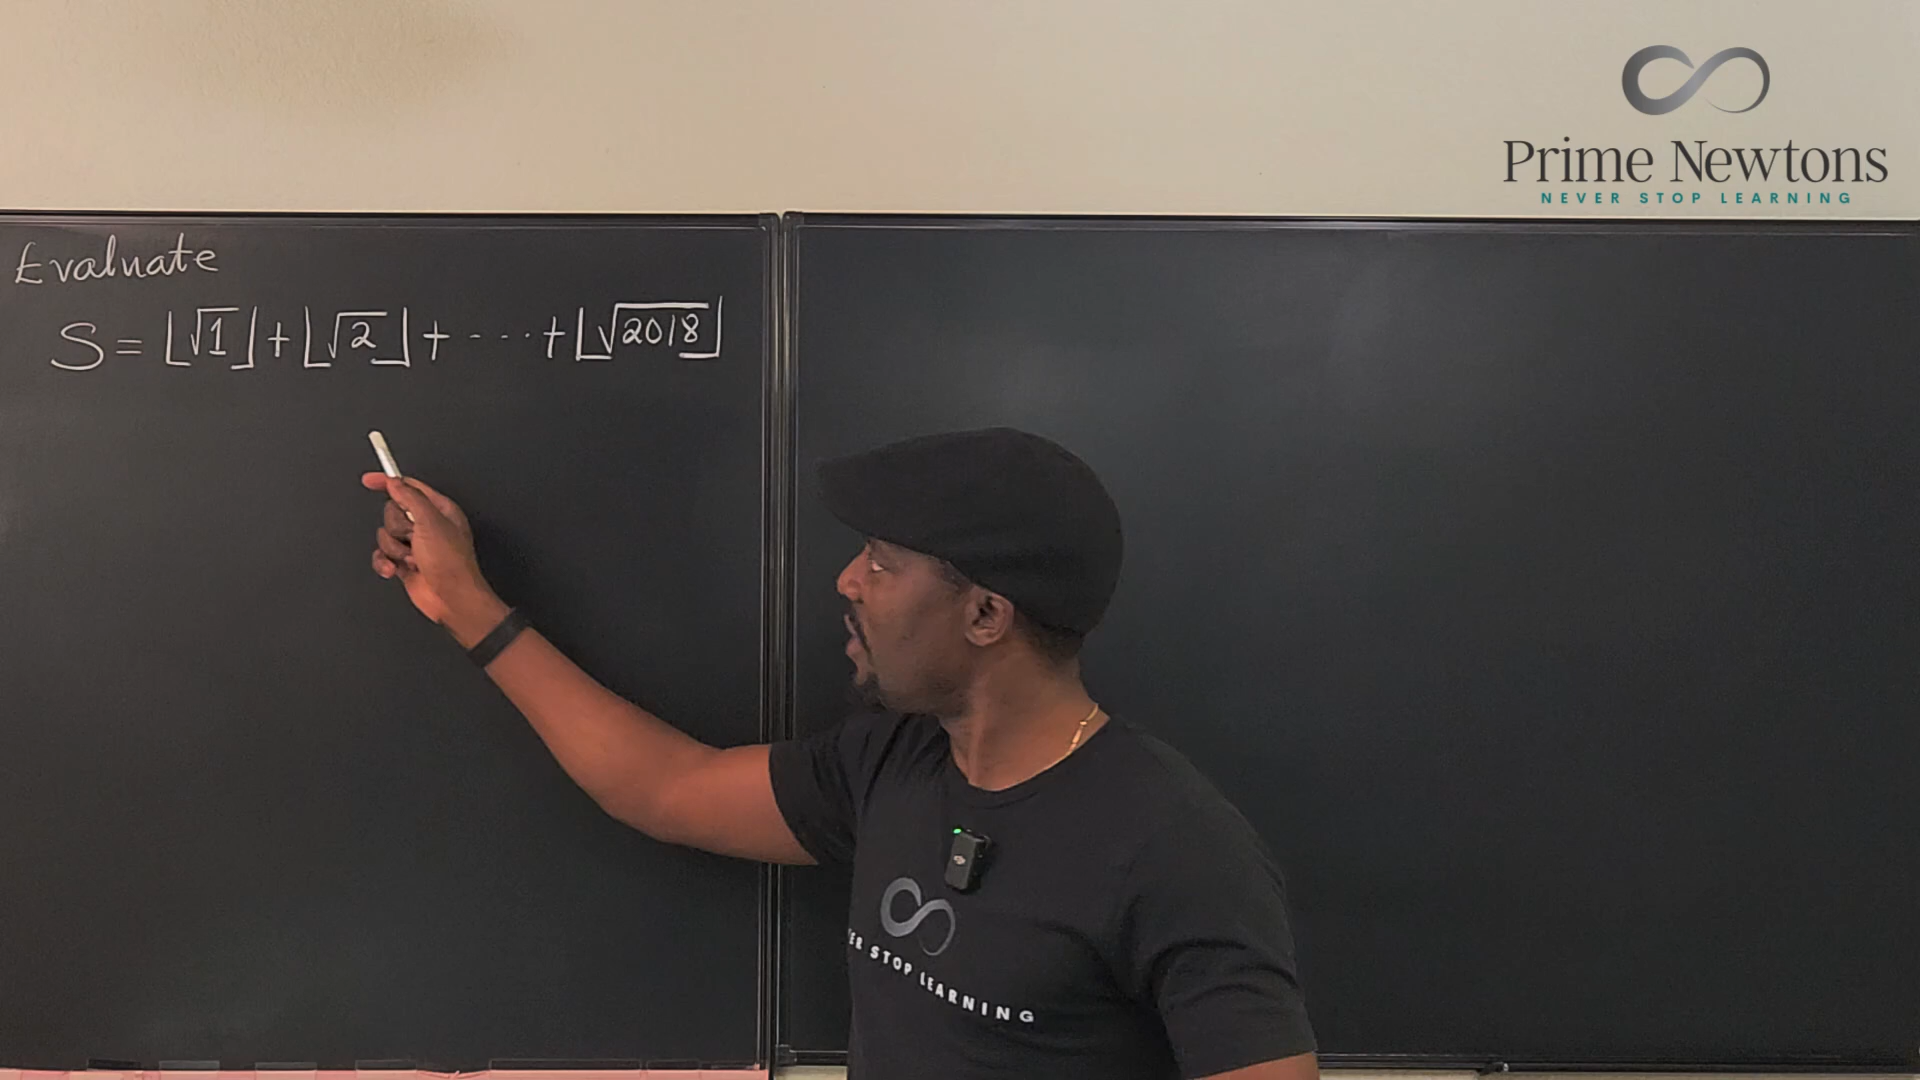 Prime Newtons
NEVER STOP LEARNING
Evaluate
S = ⌊√1⌋ + ⌊√2⌋ + ---- + ⌊√2018⌋
STOP LEARNING